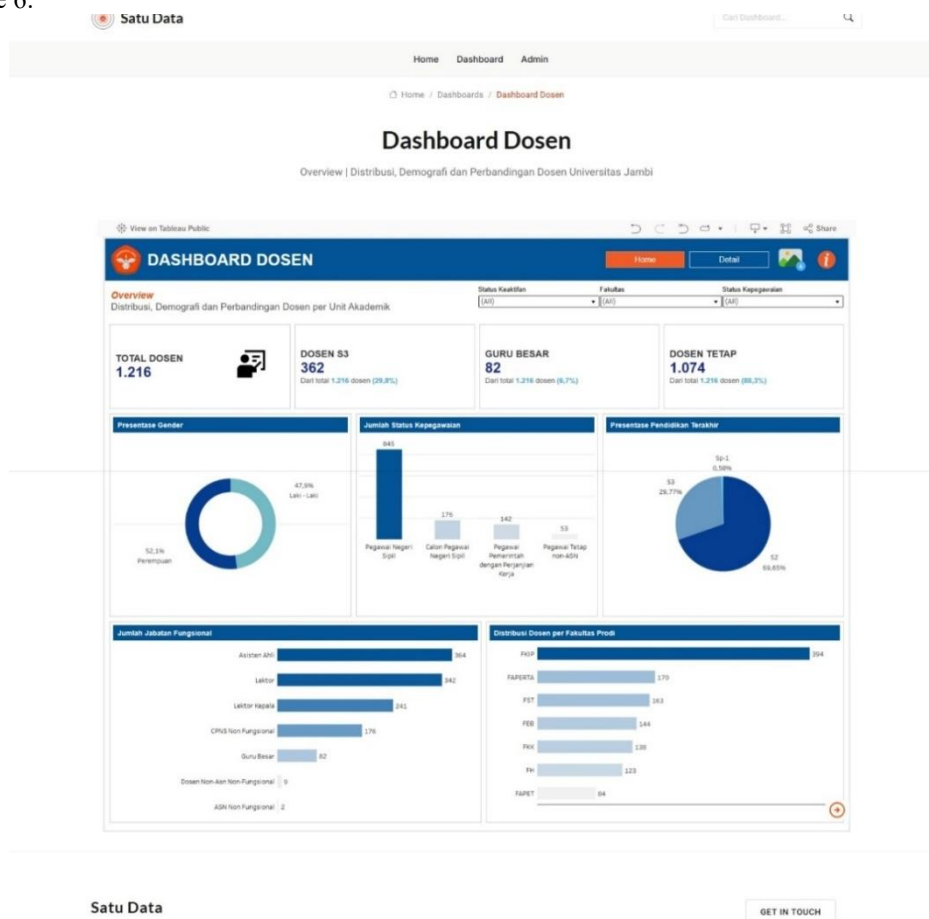 e 6.
Satu Data
Cari Dashboard...
Home Dashboard Admin
Home / Dashboards / Dashboard Dosen
Dashboard Dosen
Overview | Distribusi, Demografi dan Perbandingan Dosen Universitas Jambi
View on Tableau Public
Share
DASHBOARD DOSEN
Home
Detail
Overview
Distribusi, Demografi dan Perbandingan Dosen per Unit Akademik
Status Keaktifan
(All)
Fakultas
(All)
Status Kepegawaian
(All)
TOTAL DOSEN
1.216
DOSEN S3
362
Dari total 1.216 dosen (29,8%)
GURU BESAR
82
Dari total 1.216 dosen (6,7%)
DOSEN TETAP
1.074
Dari total 1.216 dosen (88,3%)
Presentase Gender
47,9%
Laki - Laki
52,1%
Perempuan
Jumlah Status Kepegawaian
845
176
142
53
Pegawai Negeri
Sipil
Calon Pegawai
Negeri Sipil
Pegawai
Pemerintah
dengan Perjanjian
Kerja
Pegawai Tetap
non-ASN
Presentase Pendidikan Terakhir
Sp-1
0,58%
S3
29,77%
S2
69,65%
Jumlah Jabatan Fungsional
Asisten Ahli 364
Lektor 342
Lektor Kepala 241
CPNS Non Fungsional 176
Guru Besar 82
Dosen Non-Asn Non-Fungsional 9
ASN Non Fungsional 2
Distribusi Dosen per Fakultas Prodi
FKIP 394
FAPERTA 170
FST 163
FEB 144
FKIK 138
FH 123
FAPET 84
Satu Data
GET IN TOUCH